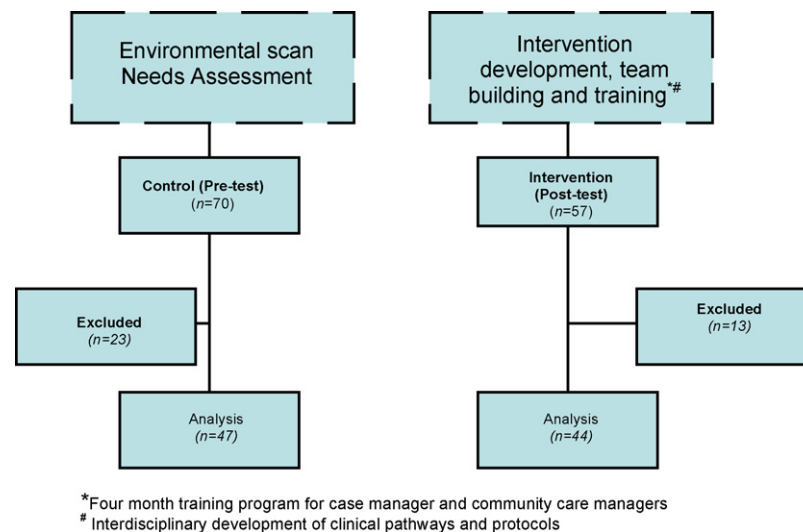 Environmental scan
Needs Assessment
Intervention
development, team
building and training*#
Control (Pre-test)
(n=70)
Intervention
(Post-test)
(n=57)
Excluded
(n=23)
Excluded
(n=13)
Analysis
(n=47)
Analysis
(n=44)
*Four month training program for case manager and community care managers
# Interdisciplinary development of clinical pathways and protocols